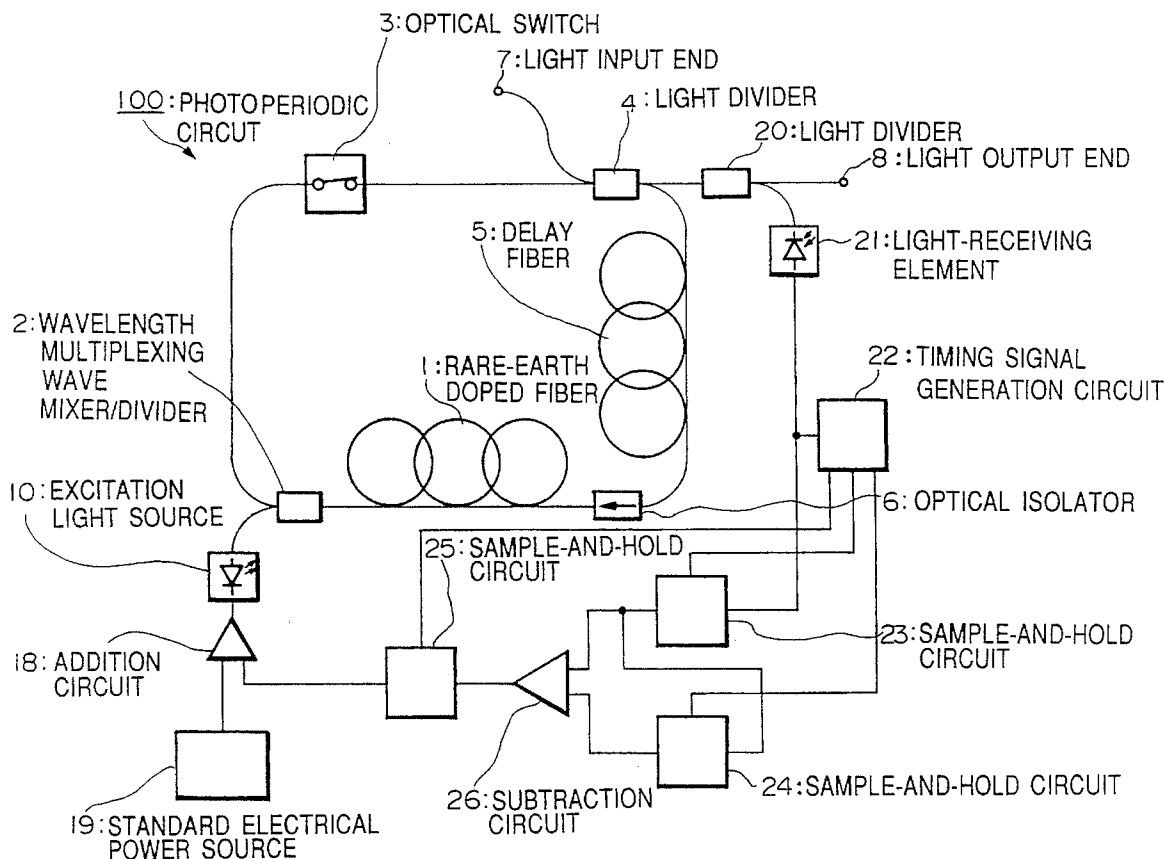 3:OPTICAL SWITCH
7:LIGHT INPUT END
100:PHOTOPERIODIC
CIRCUT
4:LIGHT DIVIDER
20:LIGHT DIVIDER
8:LIGHT OUTPUT END
5:DELAY
FIBER
21:LIGHT-RECEIVING
ELEMENT
2:WAVELENGTH
MULTIPLEXING
WAVE
MIXER/DIVIDER
1:RARE-EARTH
DOPED FIBER
22:TIMING SIGNAL
GENERATION CIRCUIT
10:EXCITATION
LIGHT SOURCE
6:OPTICAL ISOLATOR
25:SAMPLE-AND-HOLD
CIRCUIT
18:ADDITION
CIRCUIT
23:SAMPLE-AND-HOLD
CIRCUIT
26:SUBTRACTION
CIRCUIT
24:SAMPLE-AND-HOLD CIRCUIT
19:STANDARD ELECTRICAL
POWER SOURCE